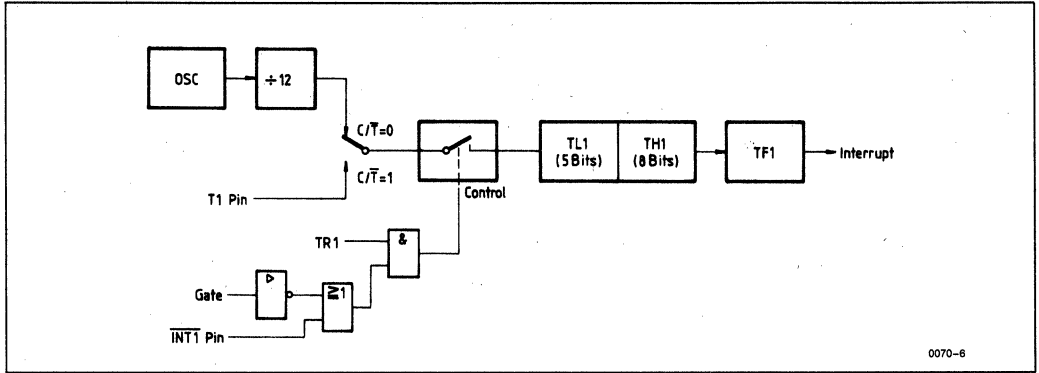 OSC
÷12
C/T̅=0
C/T̅=1
T1 Pin
Control
TL1
(5 Bits)
TH1
(8 Bits)
TF1
Interrupt
TR1
&
Gate
≥1
I̅N̅T̅1̅ Pin
0070-6